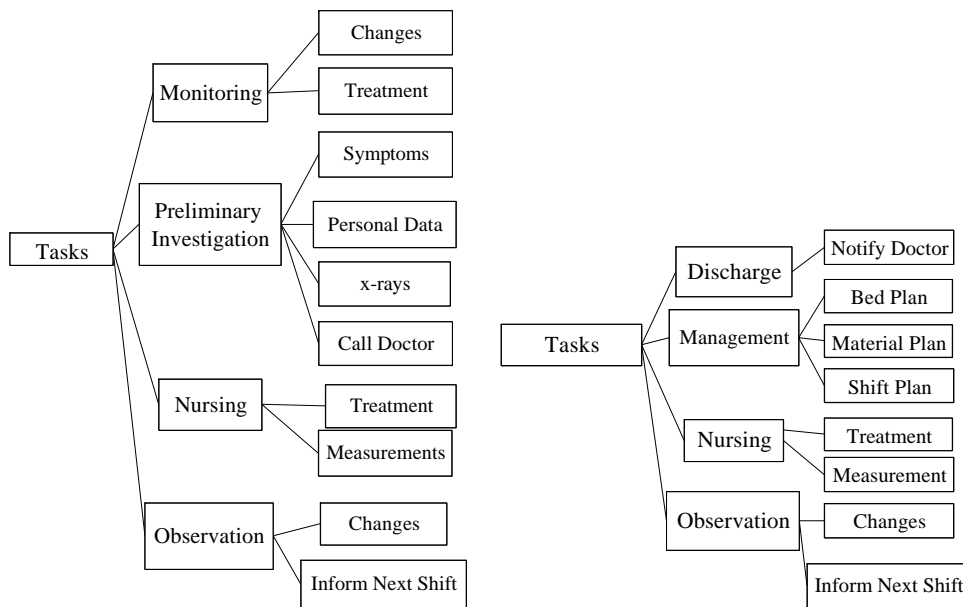 Tasks
Monitoring
Changes
Treatment
Preliminary
Investigation
Symptoms
Personal Data
x-rays
Call Doctor
Nursing
Treatment
Measurements
Observation
Changes
Inform Next Shift
Tasks
Discharge
Notify Doctor
Management
Bed Plan
Material Plan
Shift Plan
Nursing
Treatment
Measurement
Observation
Changes
Inform Next Shift